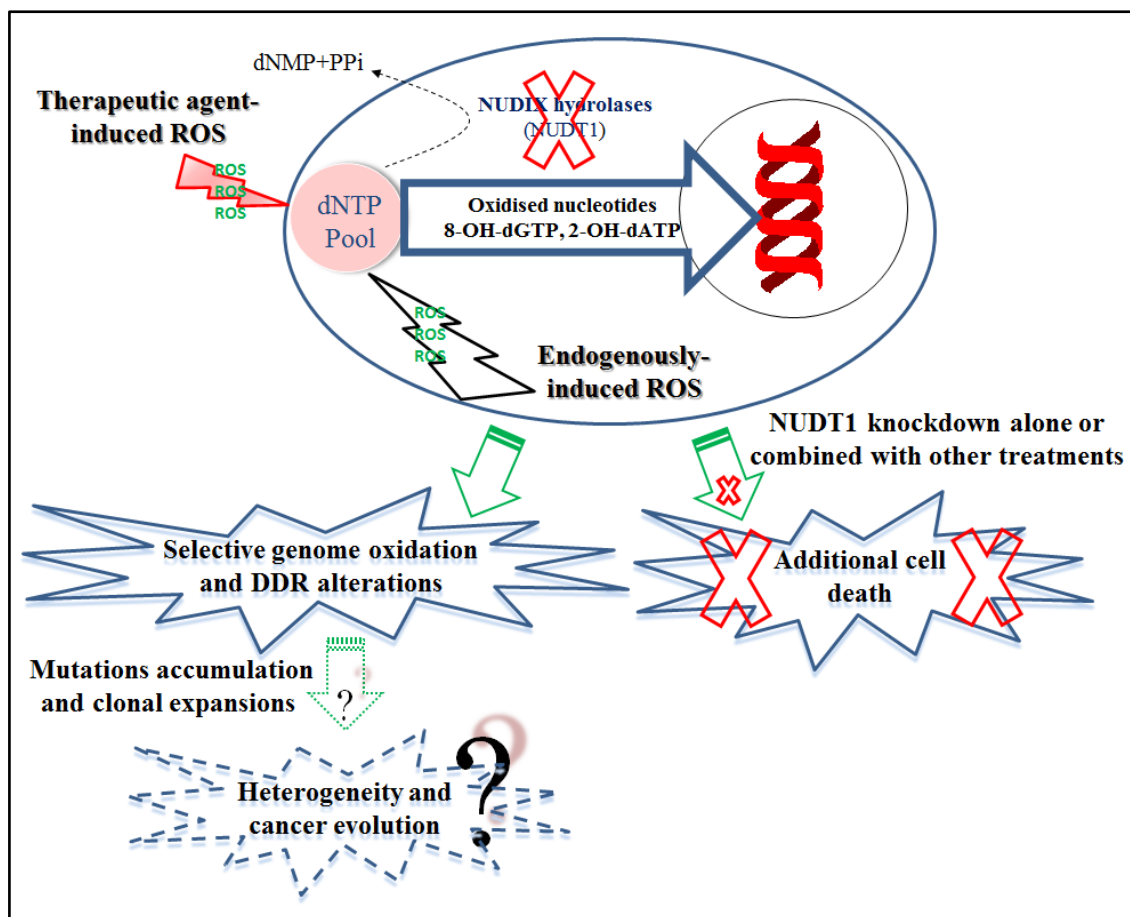 dNMP+PPi
Therapeutic agent-
induced ROS
NUDIX hydrolases
(NUDT1)
ROS
ROS
ROS
dNTP
Pool
Oxidised nucleotides
8-OH-dGTP, 2-OH-dATP
ROS
ROS
ROS
Endogenously-
induced ROS
NUDT1 knockdown alone or
combined with other treatments
Selective genome oxidation
and DDR alterations
Additional cell
death
Mutations accumulation
and clonal expansions
? ?
Heterogeneity and
cancer evolution
? ?